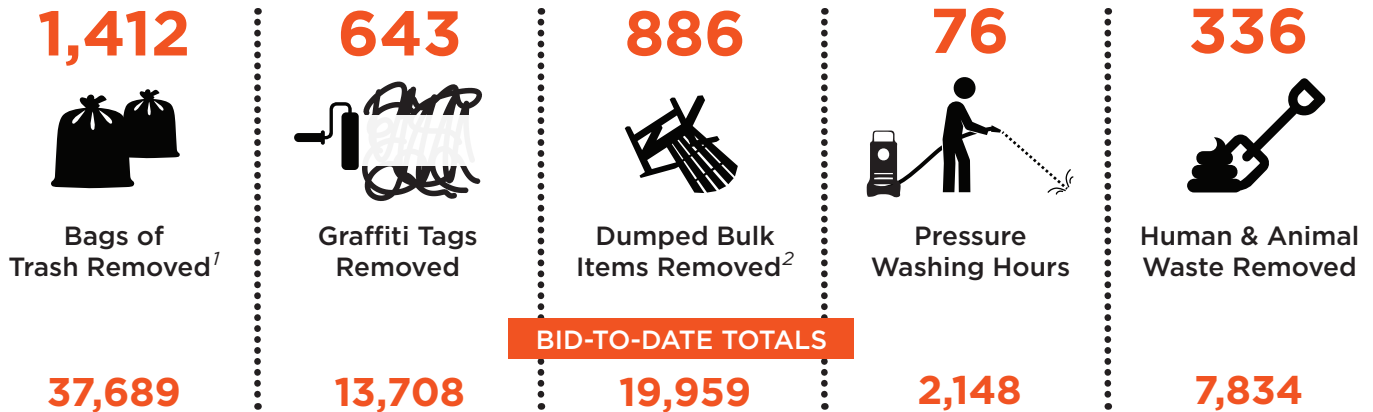 1,412
Bags of
Trash Removed1
643
Graffiti Tags
Removed
886
Dumped Bulk
Items Removed2
76
Pressure
Washing Hours
336
Human & Animal
Waste Removed
BID-TO-DATE TOTALS
37,689
13,708
19,959
2,148
7,834